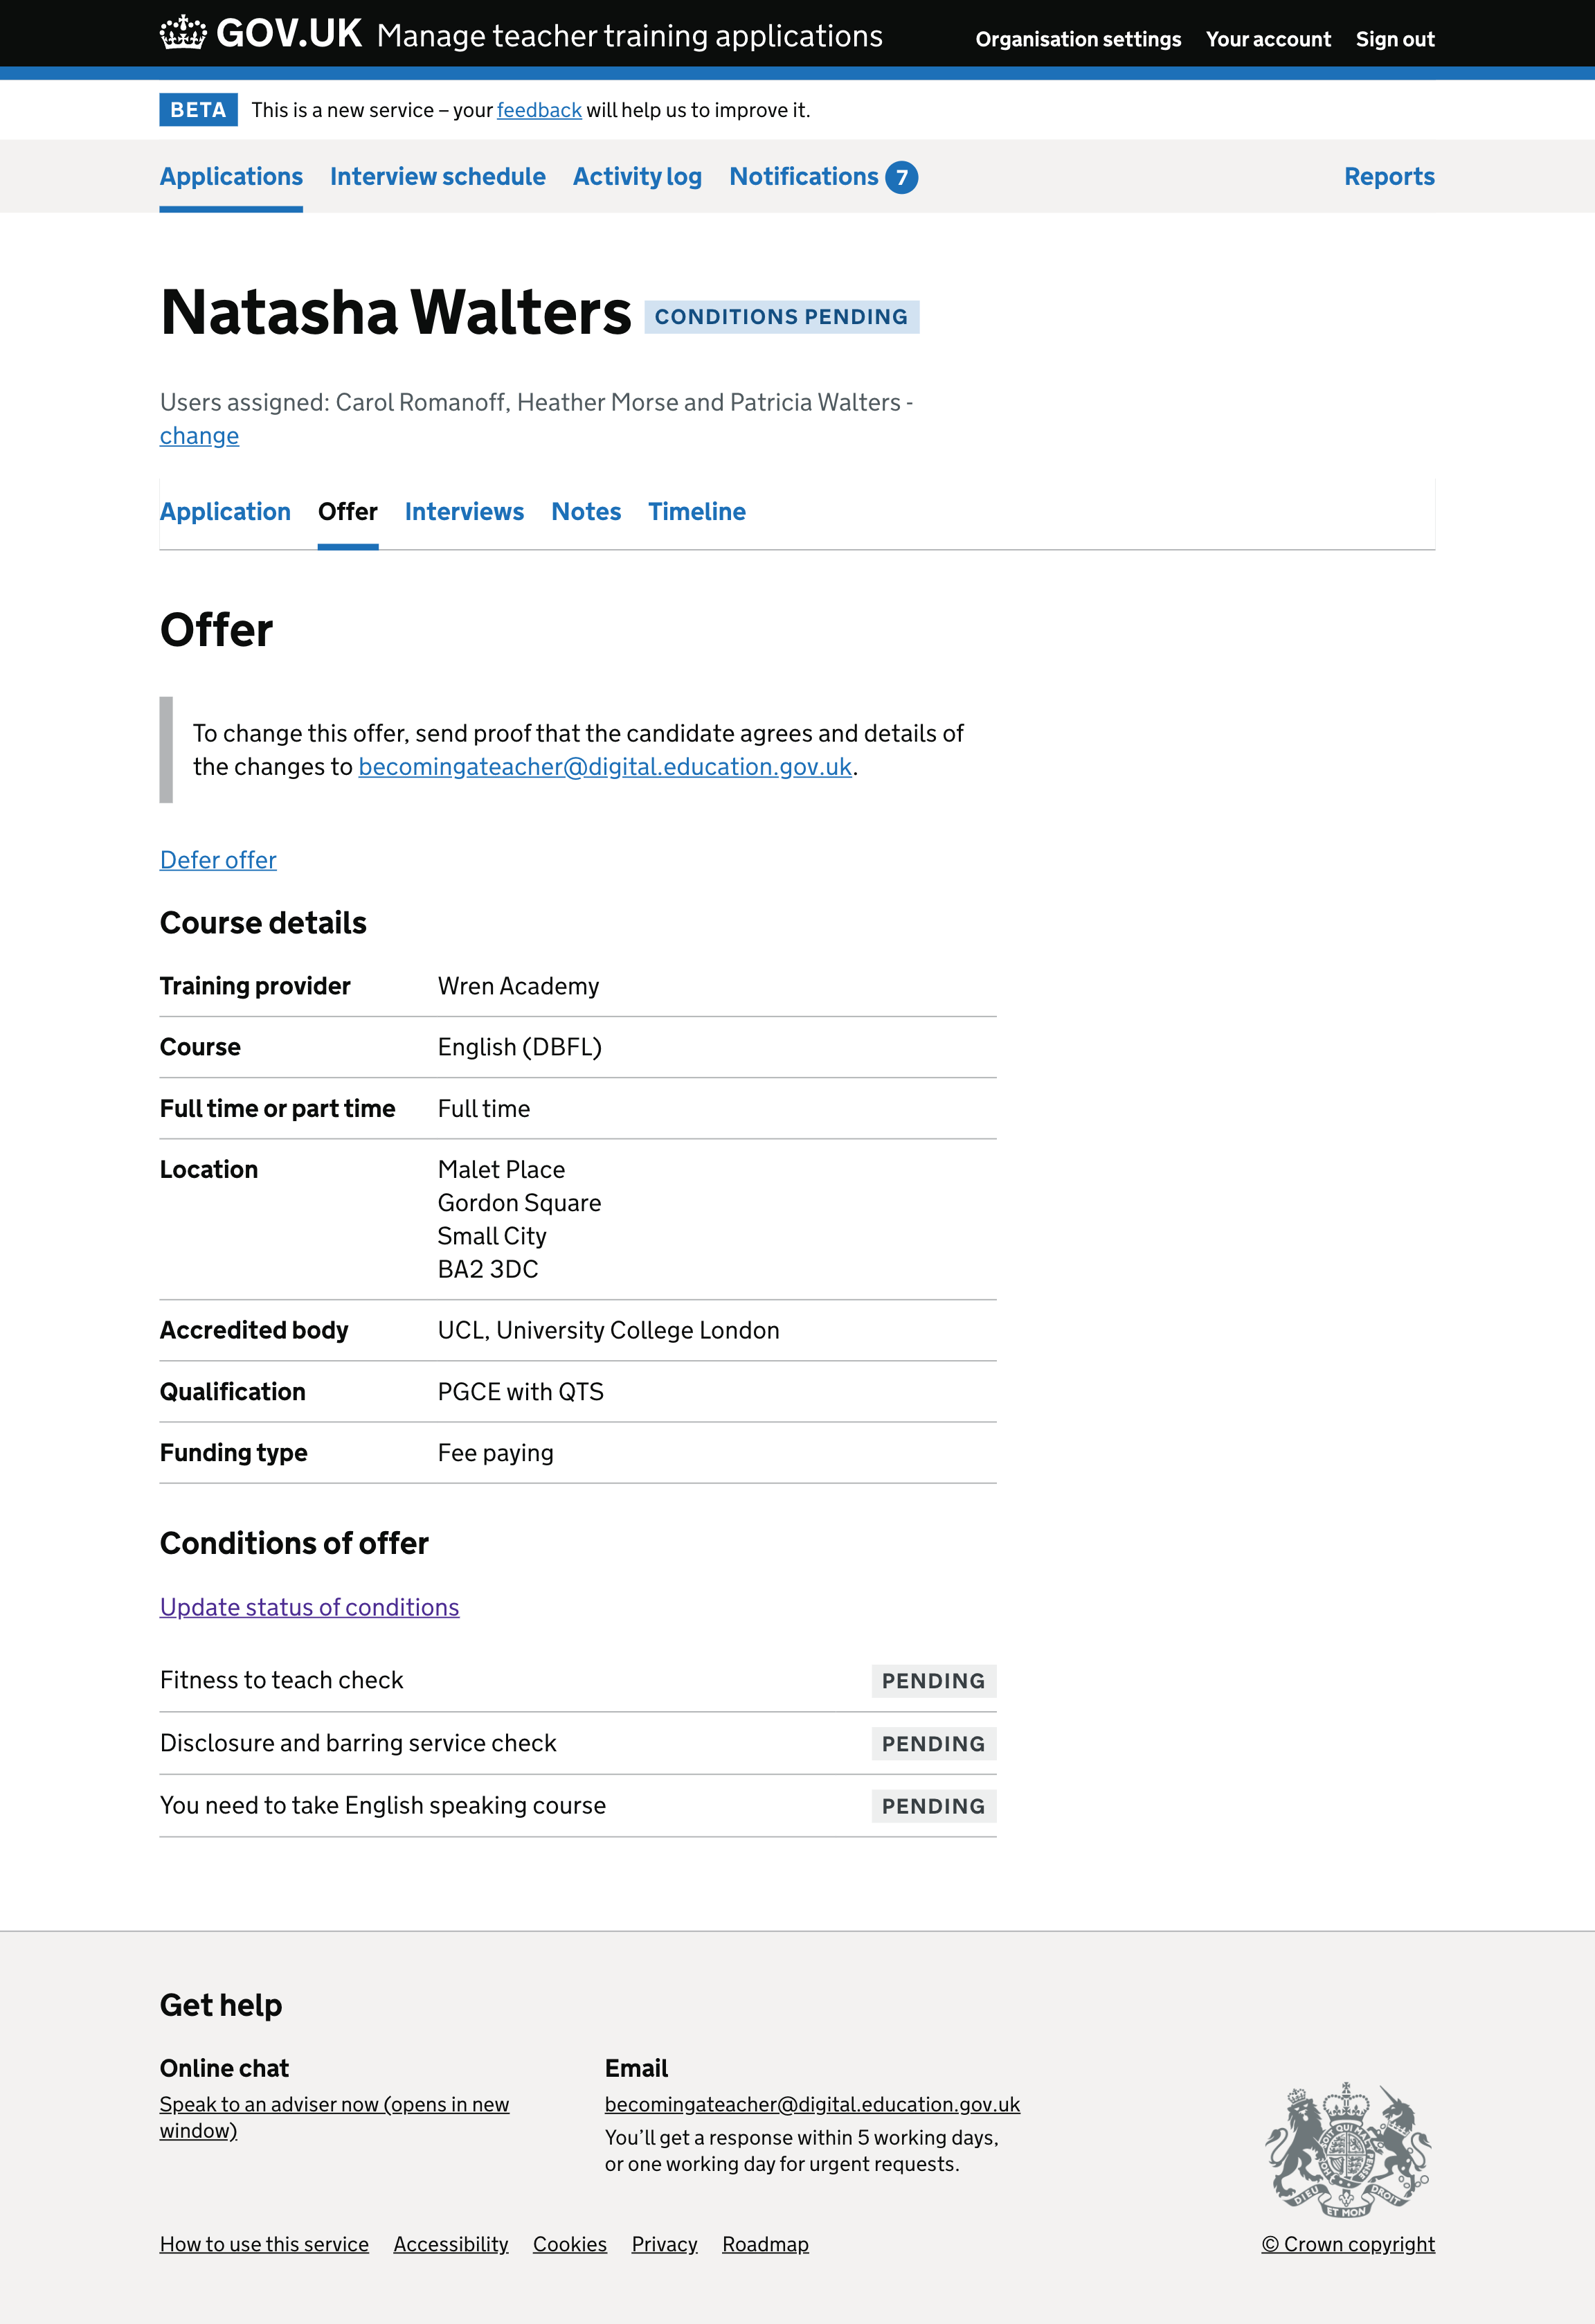 GOV.UK Manage teacher training applications Organisation settings Your account Sign out
BETA This is a new service – your feedback will help us to improve it.
Applications Interview schedule Activity log Notifications 7 Reports
Natasha Walters CONDITIONS PENDING
Users assigned: Carol Romanoff, Heather Morse and Patricia Walters -
change
Application Offer Interviews Notes Timeline
Offer
To change this offer, send proof that the candidate agrees and details of
the changes to becomingateacher@digital.education.gov.uk.
Defer offer
Course details
Training provider Wren Academy
Course English (DBFL)
Full time or part time Full time
Location Malet Place
Gordon Square
Small City
BA2 3DC
Accredited body UCL, University College London
Qualification PGCE with QTS
Funding type Fee paying
Conditions of offer
Update status of conditions
Fitness to teach check PENDING
Disclosure and barring service check PENDING
You need to take English speaking course PENDING
Get help
Online chat
Speak to an adviser now (opens in new
window)
Email
becomingateacher@digital.education.gov.uk
You’ll get a response within 5 working days,
or one working day for urgent requests.
DIEU ET MON DROIT
How to use this service Accessibility Cookies Privacy Roadmap © Crown copyright